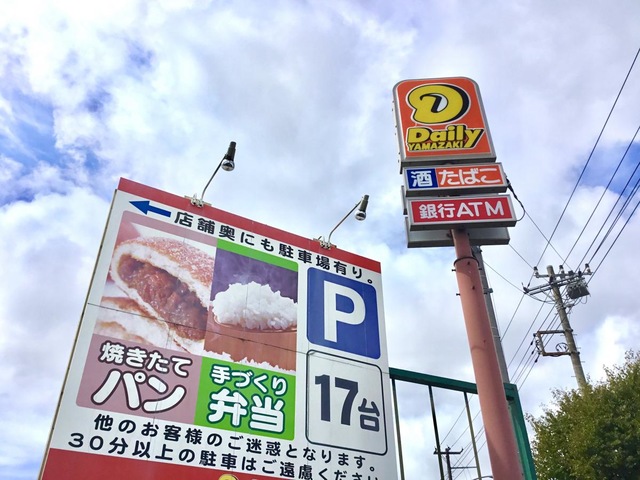 Daily
YAMAZAKI
酒 たばこ
銀行ATM
店舗奥にも駐車場有り。
P
17台
焼きたて
パン
手づくり
弁当
他のお客様のご迷惑となります。
30分以上の駐車はご遠慮ください